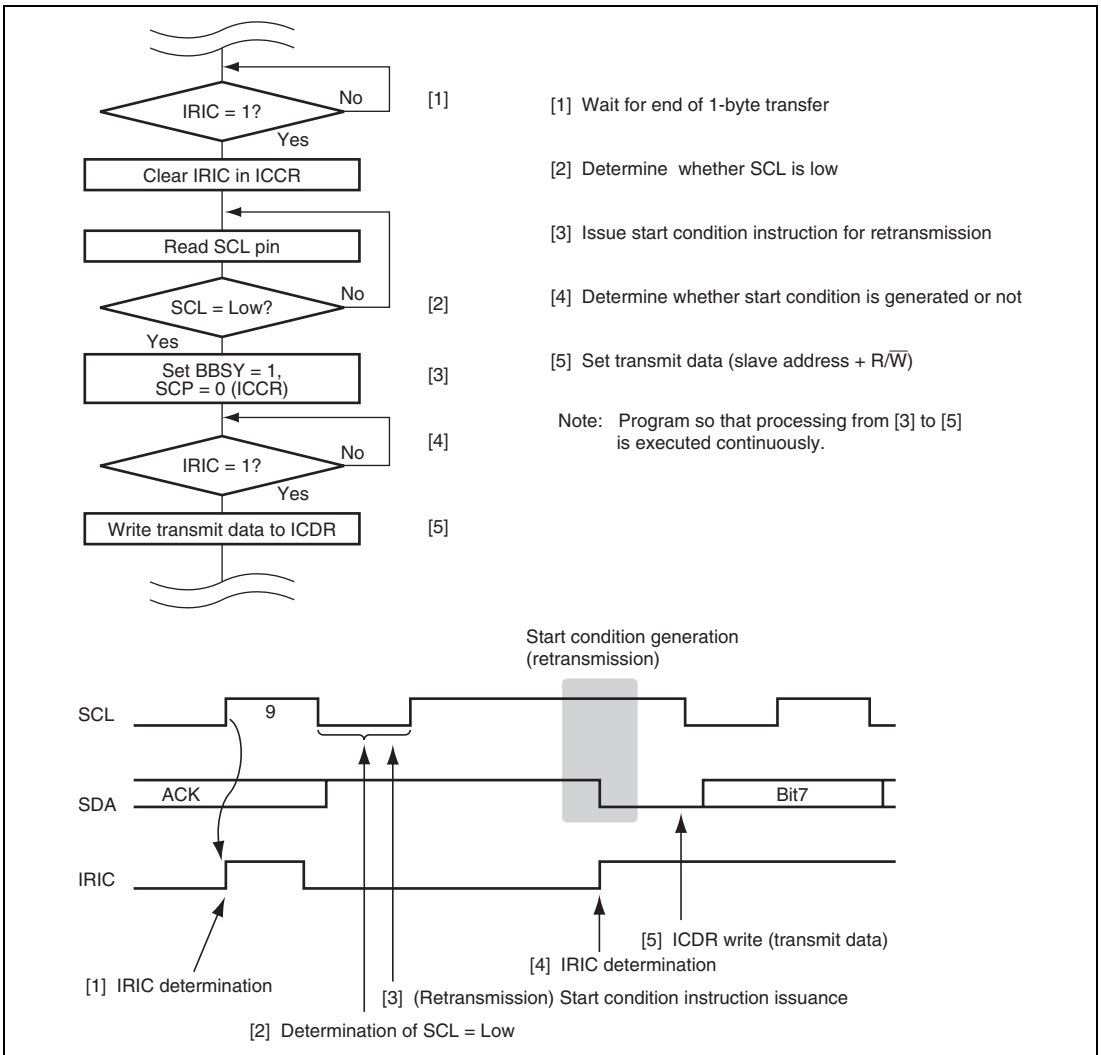 IRIC = 1?
No
Yes
[1]
Clear IRIC in ICCR
Read SCL pin
SCL = Low?
No
Yes
[2]
Set BBSY = 1,
SCP = 0 (ICCR)
[3]
IRIC = 1?
No
Yes
[4]
Write transmit data to ICDR
[5]
[1] Wait for end of 1-byte transfer
[2] Determine whether SCL is low
[3] Issue start condition instruction for retransmission
[4] Determine whether start condition is generated or not
[5] Set transmit data (slave address + R/W̅)
Note: Program so that processing from [3] to [5]
is executed continuously.
Start condition generation
(retransmission)
SCL
9
SDA
ACK
Bit7
IRIC
[5] ICDR write (transmit data)
[4] IRIC determination
[1] IRIC determination
[3] (Retransmission) Start condition instruction issuance
[2] Determination of SCL = Low